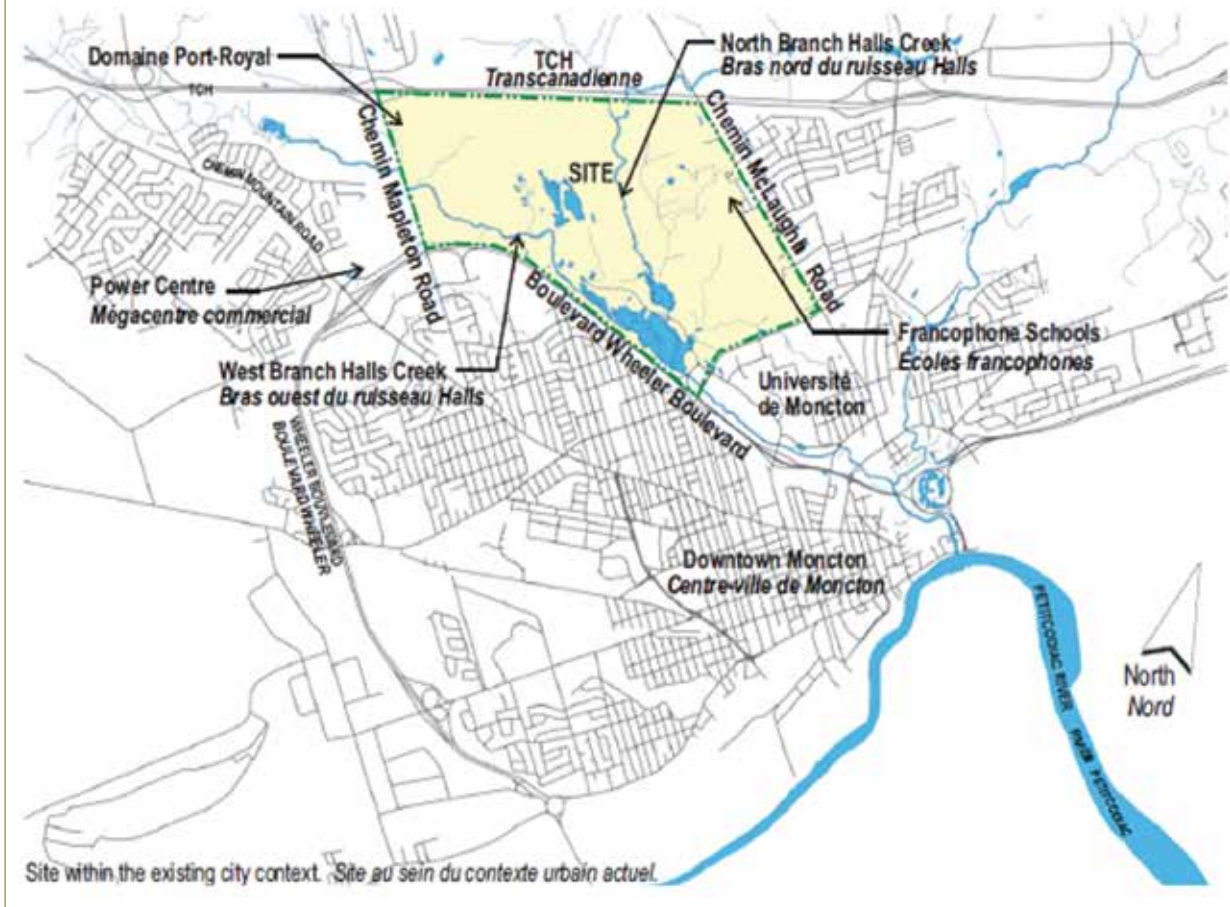 Domaine Port-Royal
TCH
Transcanadienne
North Branch Halls Creek
Bras nord du ruisseau Halls
TCH
Chemin Mapleton Road
Chemin McLaughlin Road
SITE
CHEMIN MOUNTAIN ROAD
Power Centre
Mégacentre commercial
West Branch Halls Creek
Bras ouest du ruisseau Halls
Boulevard Wheeler Boulevard
Francophone Schools
Écoles francophones
Université
de Moncton
WHEELER BOULEVARD
BOULEVARD WHEELER
Downtown Moncton
Centre-ville de Moncton
PETITCODIAC RIVER
PETITCODIAC
North
Nord
Site within the existing city context. Site au sein du contexte urbain actuel.